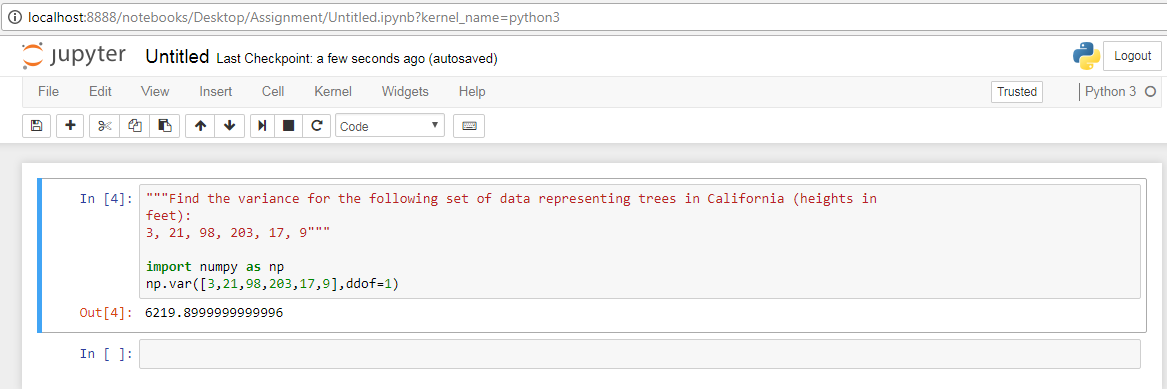 localhost:8888/notebooks/Desktop/Assignment/Untitled.ipynb?kernel_name=python3
jupyter Untitled Last Checkpoint: a few seconds ago (autosaved) Logout
File Edit View Insert Cell Kernel Widgets Help Trusted Python 3
Code
In [4]: """Find the variance for the following set of data representing trees in California (heights in
feet):
3, 21, 98, 203, 17, 9"""
import numpy as np
np.var([3,21,98,203,17,9],ddof=1)
Out[4]: 6219.8999999999996
In [ ]: